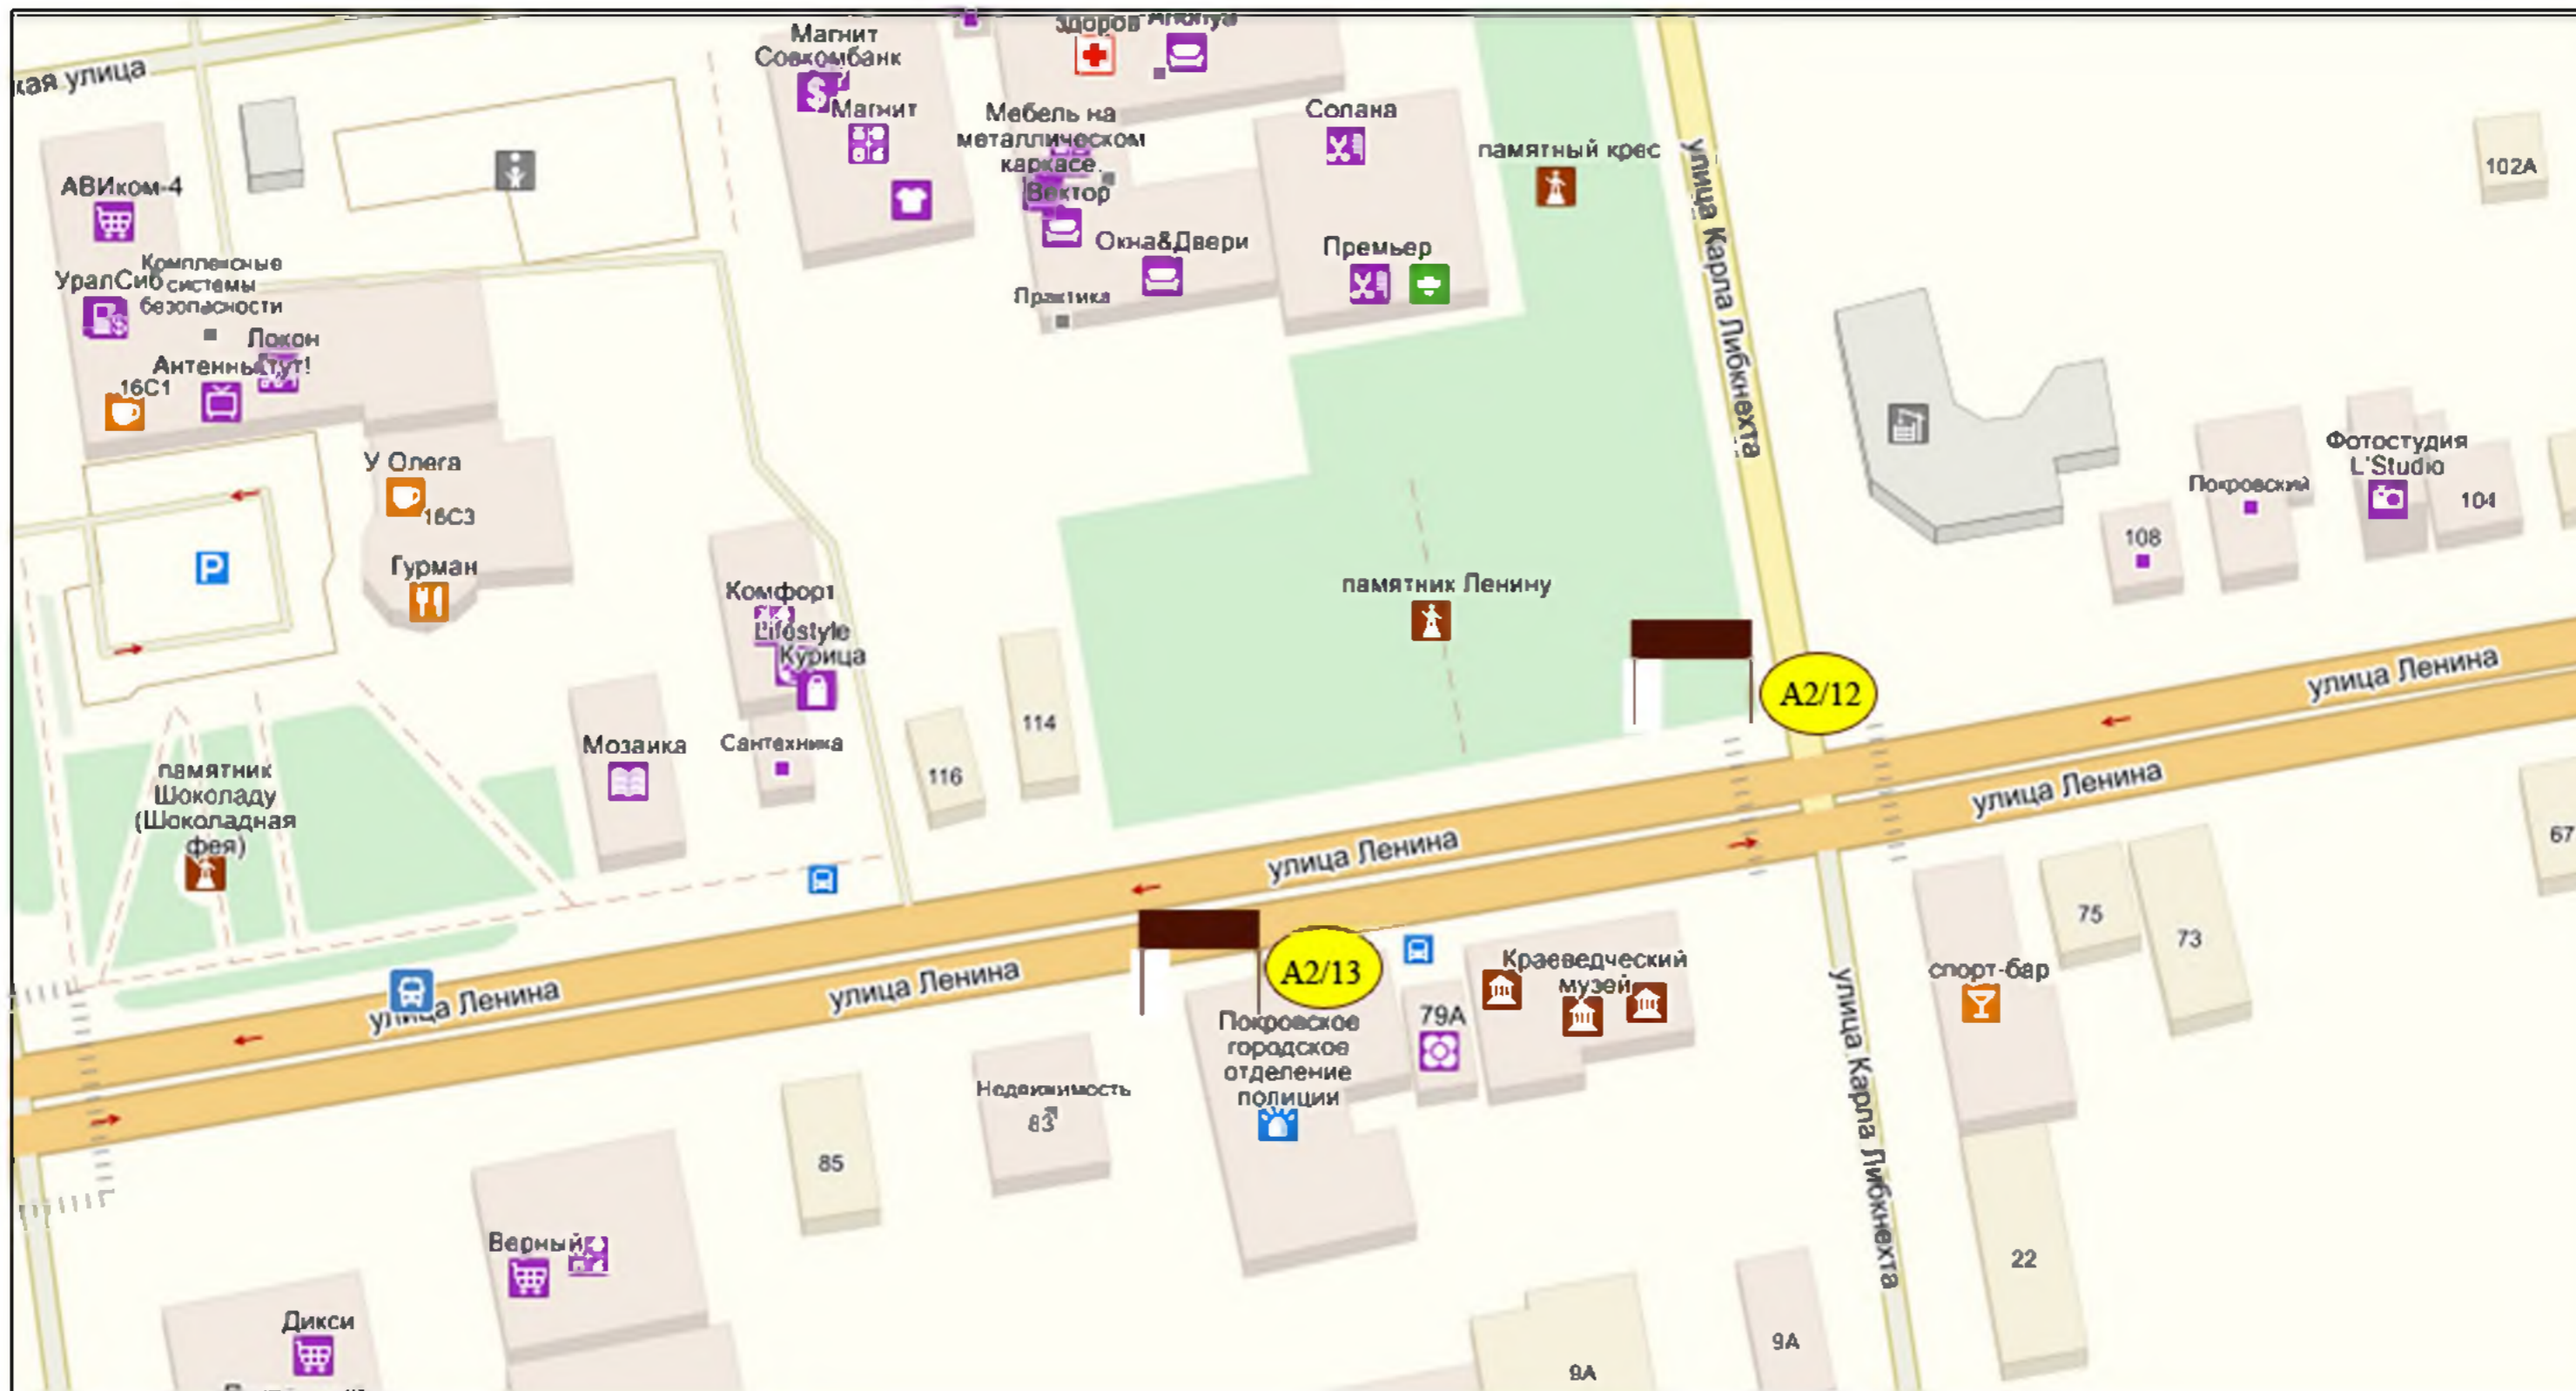 кая улица
Магнит
Совкомбанк
Магнит
Здоров
Мебель на
металлическом
каркасе.
Вектор
Окна&Двери
Практика
Солана
Премьер
памятный крес
улица Карла Либкнехта
102А
АВИком-4
УралСиб
Комплексные
системы
безопасности
Локон
Антенны тут!
16С1
У Олега
16С3
Гурман
P
Комфорт
Lifestyle
Курица
Сантехника
Мозаика
116
114
памятник Ленину
А2/12
108
Покровский
Фотостудия
L'Studio
104
улица Ленина
улица Ленина
улица Ленина
памятник
Шоколаду
(Шоколадная
фея)
улица Ленина
улица Ленина
А2/13
Покровское
городское
отделение
полиции
79А
Краеведческий
музей
спорт-бар
75
73
67
улица Карла Либкнехта
22
Недвижимость
83
85
Верный
Дикси
9А
9А